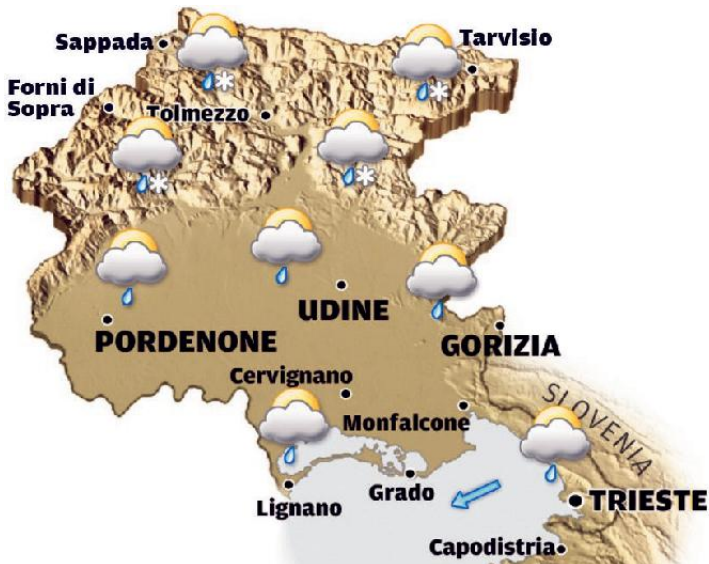 Sappada
Tarvisio
Forni di
Sopra
Tolmezzo
UDINE
PORDENONE
GORIZIA
Cervignano
SLOVENIA
Monfalcone
Lignano
Grado
TRIESTE
Capodistria